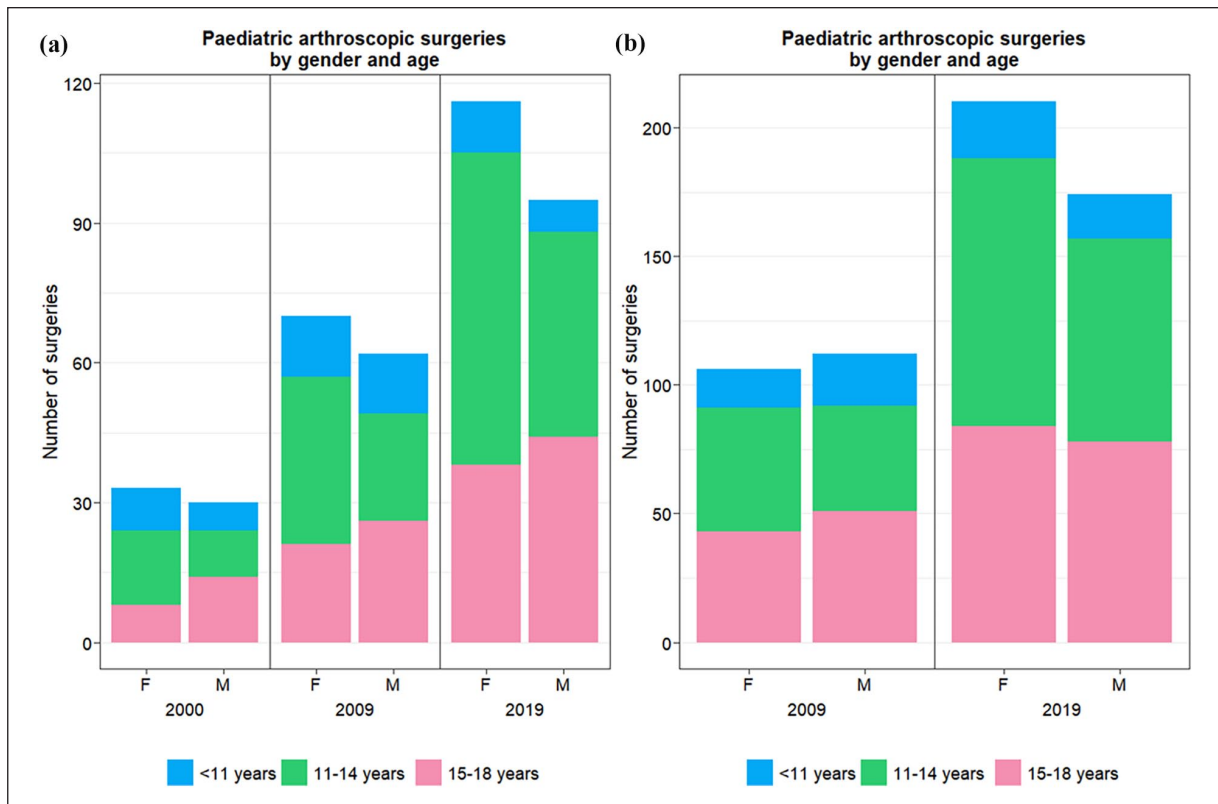 (a)
Paediatric arthroscopic surgeries
by gender and age
Number of surgeries
120
90
60
30
0
F M F M F M
2000 2009 2019
<11 years 11-14 years 15-18 years
(b)
Paediatric arthroscopic surgeries
by gender and age
Number of surgeries
200
150
100
50
0
F M F M
2009 2019
<11 years 11-14 years 15-18 years